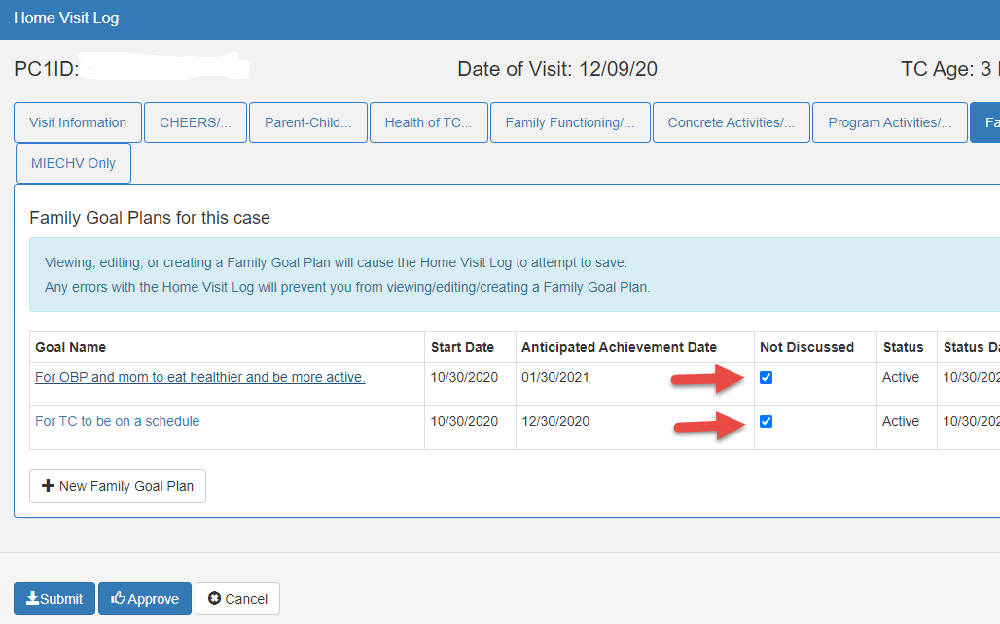 Home Visit Log
PC1ID:
Date of Visit: 12/09/20
TC Age: 3
Visit Information
CHEERS/...
Parent-Child...
Health of TC...
Family Functioning/...
Concrete Activities/...
Program Activities/...
Fa
MIECHV Only
Family Goal Plans for this case
Viewing, editing, or creating a Family Goal Plan will cause the Home Visit Log to attempt to save.
Any errors with the Home Visit Log will prevent you from viewing/editing/creating a Family Goal Plan.
Goal Name Start Date Anticipated Achievement Date Not Discussed Status Status Da
For OBP and mom to eat healthier and be more active. 10/30/2020 01/30/2021 Active 10/30/202
For TC to be on a schedule 10/30/2020 12/30/2020 Active 10/30/202
New Family Goal Plan
Submit
Approve
Cancel